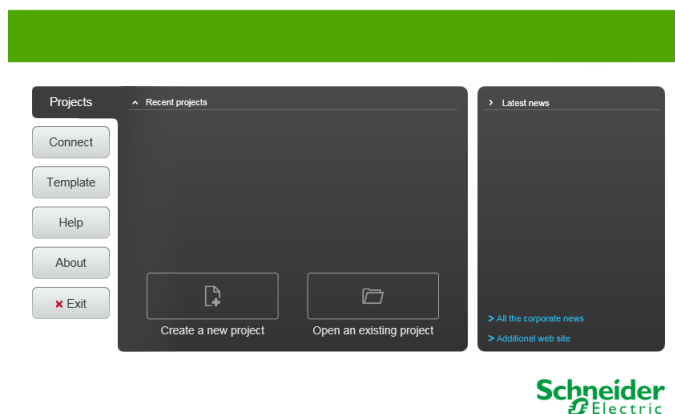 Projects
Connect
Template
Help
About
Exit
Recent projects
Create a new project
Open an existing project
Latest news
> All the corporate news
> Additional web site
Schneider
Electric